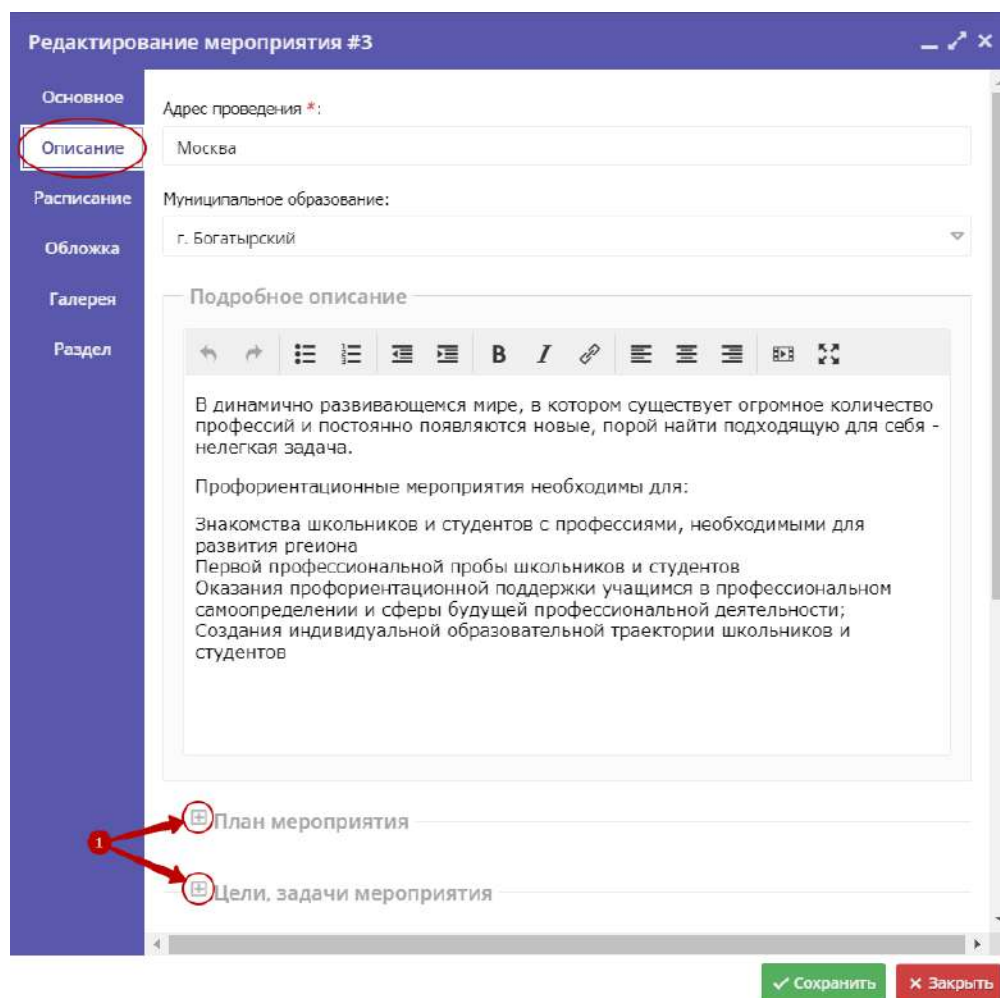 Редактирование мероприятия #3
Основное
Описание
Расписание
Обложка
Галерея
Раздел
Адрес проведения *:
Москва
Муниципальное образование:
г. Богатырский
Подробное описание
B I
В динамично развивающемся мире, в котором существует огромное количество
профессий и постоянно появляются новые, порой найти подходящую для себя -
нелегкая задача.
Профориентационные мероприятия необходимы для:
Знакомства школьников и студентов с профессиями, необходимыми для
развития ргеиона
Первой профессиональной пробы школьников и студентов
Оказания профориентационной поддержки учащимся в профессиональном
самоопределении и сферы будущей профессиональной деятельности;
Создания индивидуальной образовательной траектории школьников и
студентов
1
План мероприятия
Цели, задачи мероприятия
Сохранить
Закрыть